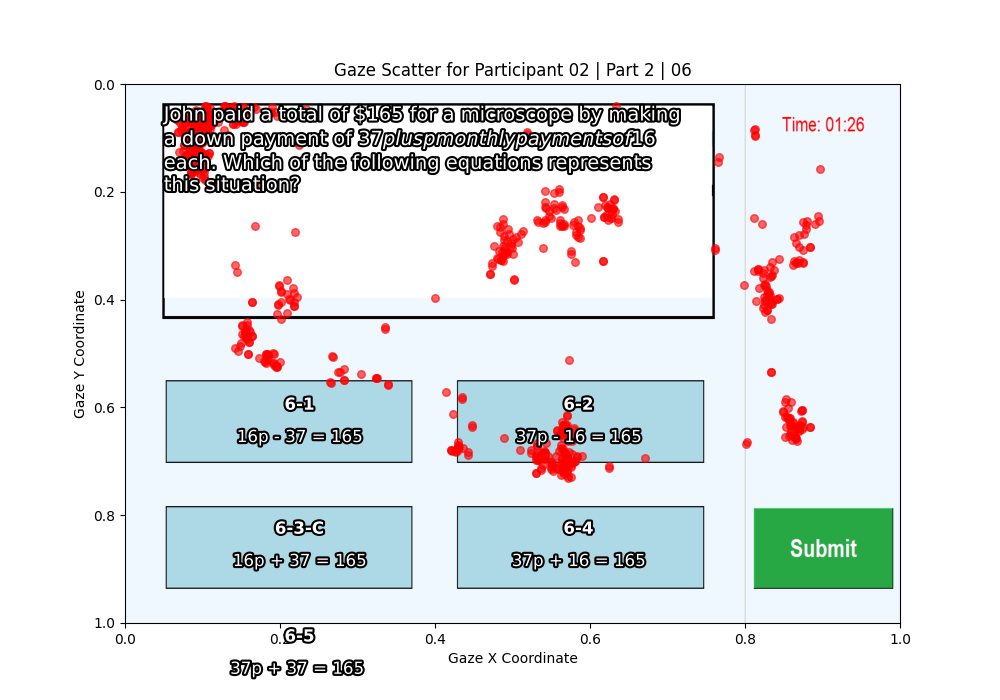 Gaze Scatter for Participant 02 | Part 2 | 06
0.0
John paid a total of $165 for a microscope by making
a down payment of 37pluspmonthlypaymentsof16
each. Which of the following equations represents
this situation?
Time: 01:26
0.2
0.4
Gaze Y Coordinate
0.6
6-1
16p - 37 = 165
6-2
37p - 16 = 165
0.8
6-3-C
16p + 37 = 165
6-4
37p + 16 = 165
Submit
1.0
0.0
0.2
0.4
0.6
0.8
1.0
6-5
Gaze X Coordinate
37p + 37 = 165